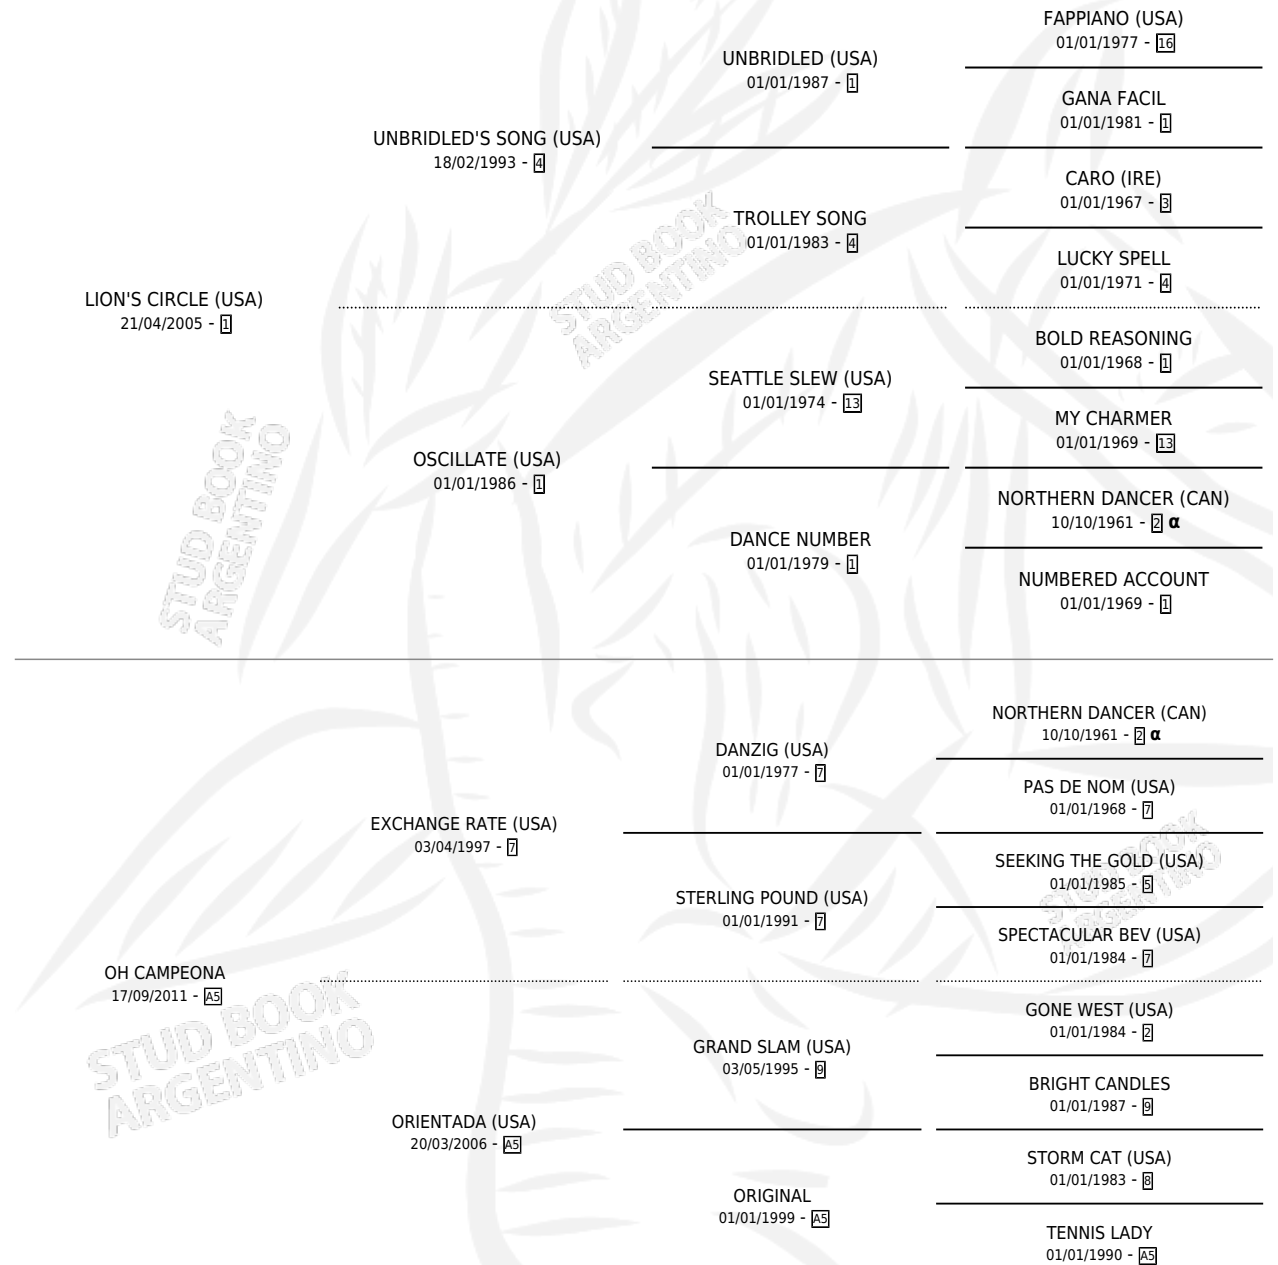 FAPPIANO (USA)
01/01/1977 - 16
UNBRIDLED (USA)
01/01/1987 - 1
GANA FACIL
01/01/1981 - 1
UNBRIDLED'S SONG (USA)
18/02/1993 - 4
CARO (IRE)
01/01/1967 - 3
TROLLEY SONG
01/01/1983 - 4
LUCKY SPELL
01/01/1971 - 4
LION'S CIRCLE (USA)
21/04/2005 - 1
BOLD REASONING
01/01/1968 - 1
SEATTLE SLEW (USA)
01/01/1974 - 13
MY CHARMER
01/01/1969 - 13
OSCILLATE (USA)
01/01/1986 - 1
NORTHERN DANCER (CAN)
10/10/1961 - 2 α
DANCE NUMBER
01/01/1979 - 1
NUMBERED ACCOUNT
01/01/1969 - 1
STUD BOOK
ARGENTINO
STUD BOOK
ARGENTINO
NORTHERN DANCER (CAN)
10/10/1961 - 2 α
DANZIG (USA)
01/01/1977 - 7
PAS DE NOM (USA)
01/01/1968 - 7
EXCHANGE RATE (USA)
03/04/1997 - 7
SEEKING THE GOLD (USA)
01/01/1985 - 5
STERLING POUND (USA)
01/01/1991 - 7
SPECTACULAR BEV (USA)
01/01/1984 - 7
OH CAMPEONA
17/09/2011 - A5
GONE WEST (USA)
01/01/1984 - 2
GRAND SLAM (USA)
03/05/1995 - 9
BRIGHT CANDLES
01/01/1987 - 9
ORIENTADA (USA)
20/03/2006 - A5
STORM CAT (USA)
01/01/1983 - 8
ORIGINAL
01/01/1999 - A5
TENNIS LADY
01/01/1990 - A5
STUD BOOK
ARGENTINO
STUD BOOK
ARGENTINO